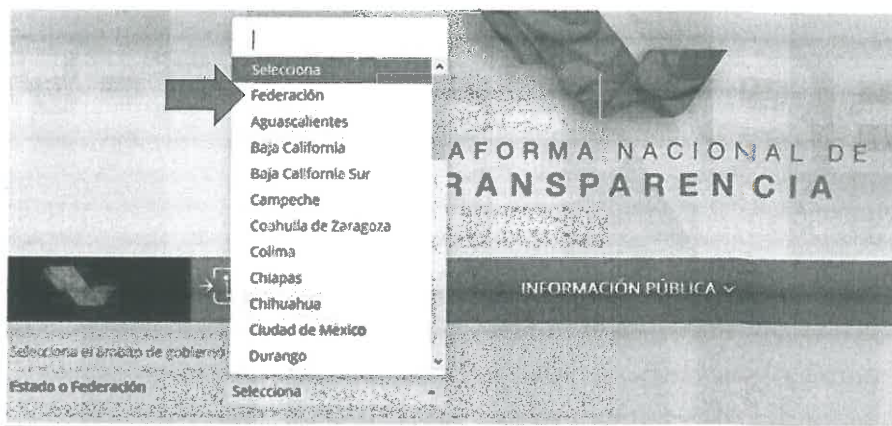 Selecciona
Federación
Aguascalientes
Baja California
Baja California Sur
Campeche
Coahuila de Zaragoza
Colima
Chiapas
Chihuahua
Ciudad de México
Durango
AFORMA NACIONAL DE
RANSPARENCIA
INFORMACIÓN PÚBLICA
Selecciona el ámbito de gobierno
Estado o Federación
Selecciona